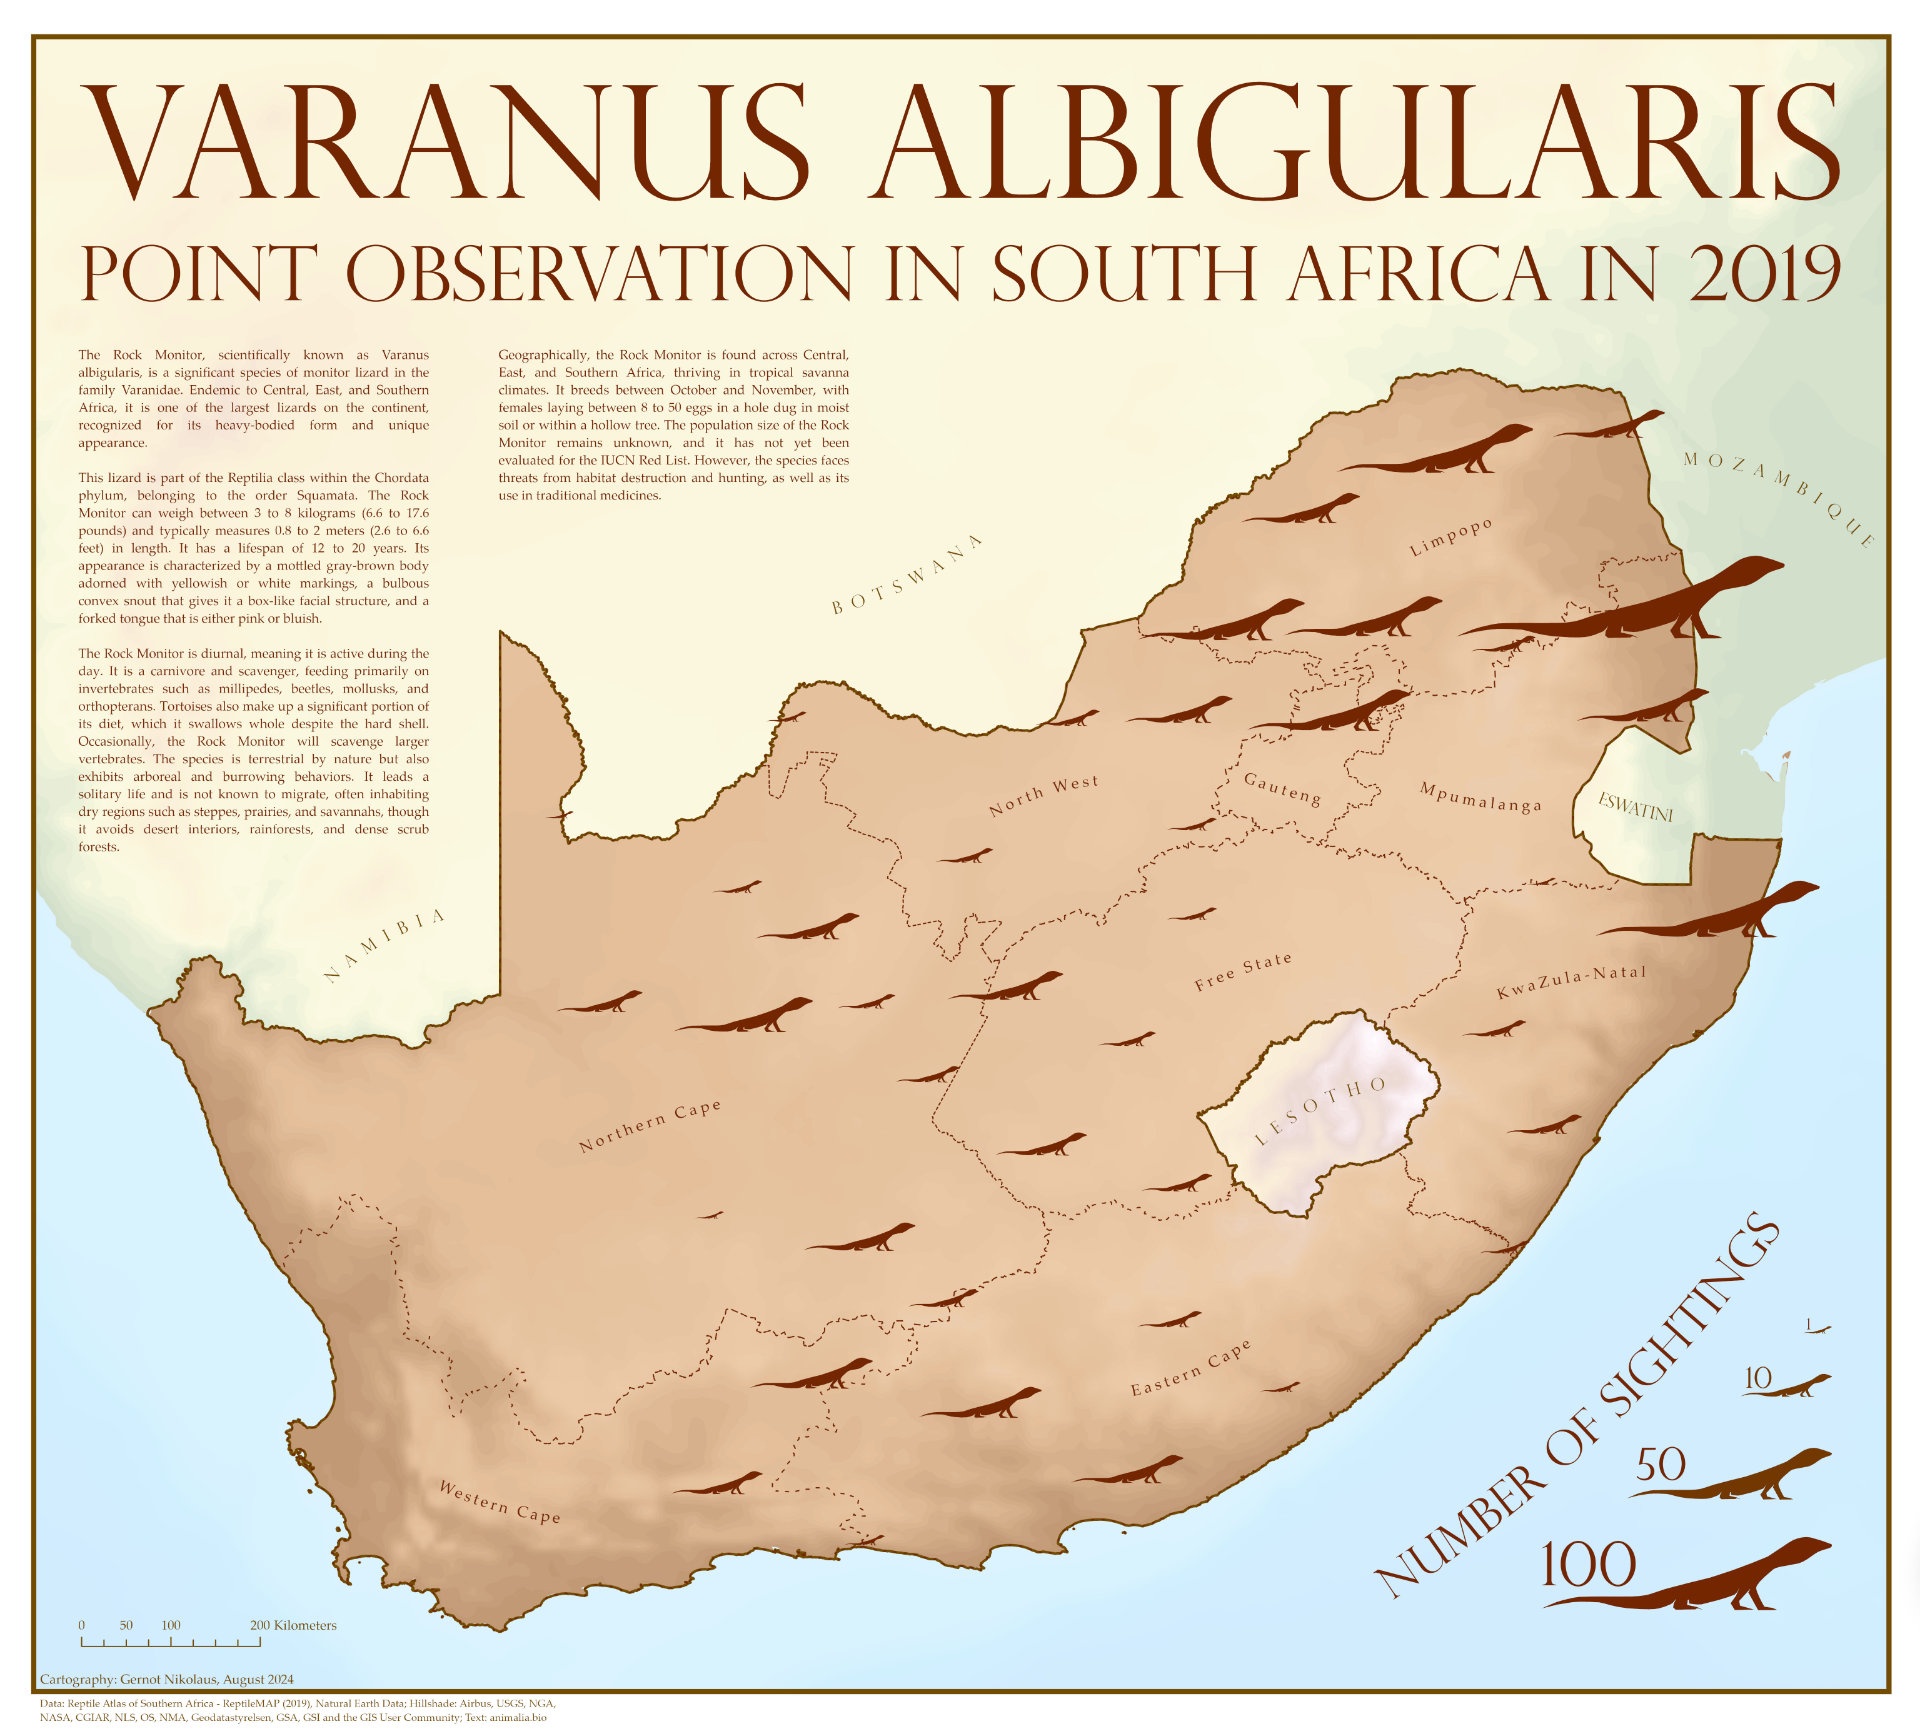 VARANUS ALBIGULARIS
POINT OBSERVATION IN SOUTH AFRICA IN 2019
The Rock Monitor, scientifically known as Varanus
albigularis, is a significant species of monitor lizard in the
family Varanidae. Endemic to Central, East, and Southern
Africa, it is one of the largest lizards on the continent,
recognized for its heavy-bodied form and unique
appearance.
This lizard is part of the Reptilia class within the Chordata
phylum, belonging to the order Squamata. The Rock
Monitor can weigh between 3 to 8 kilograms (6.6 to 17.6
pounds) and typically measures 0.8 to 2 meters (2.6 to 6.6
feet) in length. It has a lifespan of 12 to 20 years. Its
appearance is characterized by a mottled gray-brown body
adorned with yellowish or white markings, a bulbous
convex snout that gives it a box-like facial structure, and a
forked tongue that is either pink or bluish.
The Rock Monitor is diurnal, meaning it is active during the
day. It is a carnivore and scavenger, feeding primarily on
invertebrates such as millipedes, beetles, mollusks, and
orthopterans. Tortoises also make up a significant portion of
its diet, which it swallows whole despite the hard shell.
Occasionally, the Rock Monitor will scavenge larger
vertebrates. The species is terrestrial by nature but also
exhibits arboreal and burrowing behaviors. It leads a
solitary life and is not known to migrate, often inhabiting
dry regions such as steppes, prairies, and savannahs, though
it avoids desert interiors, rainforests, and dense scrub
forests.
Geographically, the Rock Monitor is found across Central,
East, and Southern Africa, thriving in tropical savanna
climates. It breeds between October and November, with
females laying between 8 to 50 eggs in a hole dug in moist
soil or within a hollow tree. The population size of the Rock
Monitor remains unknown, and it has not yet been
evaluated for the IUCN Red List. However, the species faces
threats from habitat destruction and hunting, as well as its
use in traditional medicines.
MOZAMBIQUE
BOTSWANA
Limpopo
North West
Gauteng
Mpumalanga
ESWATINI
NAMIBIA
Free State
KwaZula-Natal
LESOTHO
Northern Cape
Eastern Cape
Western Cape
NUMBER OF SIGHTINGS
1
10
50
100
0 50 100 200 Kilometers
Cartography: Gernot Nikolaus, August 2024
Data: Reptile Atlas of Southern Africa - ReptileMAP (2019), Natural Earth Data; Hillshade: Airbus, USGS, NGA,
NASA, CGIAR, NLS, OS, NMA, Geodatastyrelsen, GSA, GSI and the GIS User Community; Text: animalia.bio